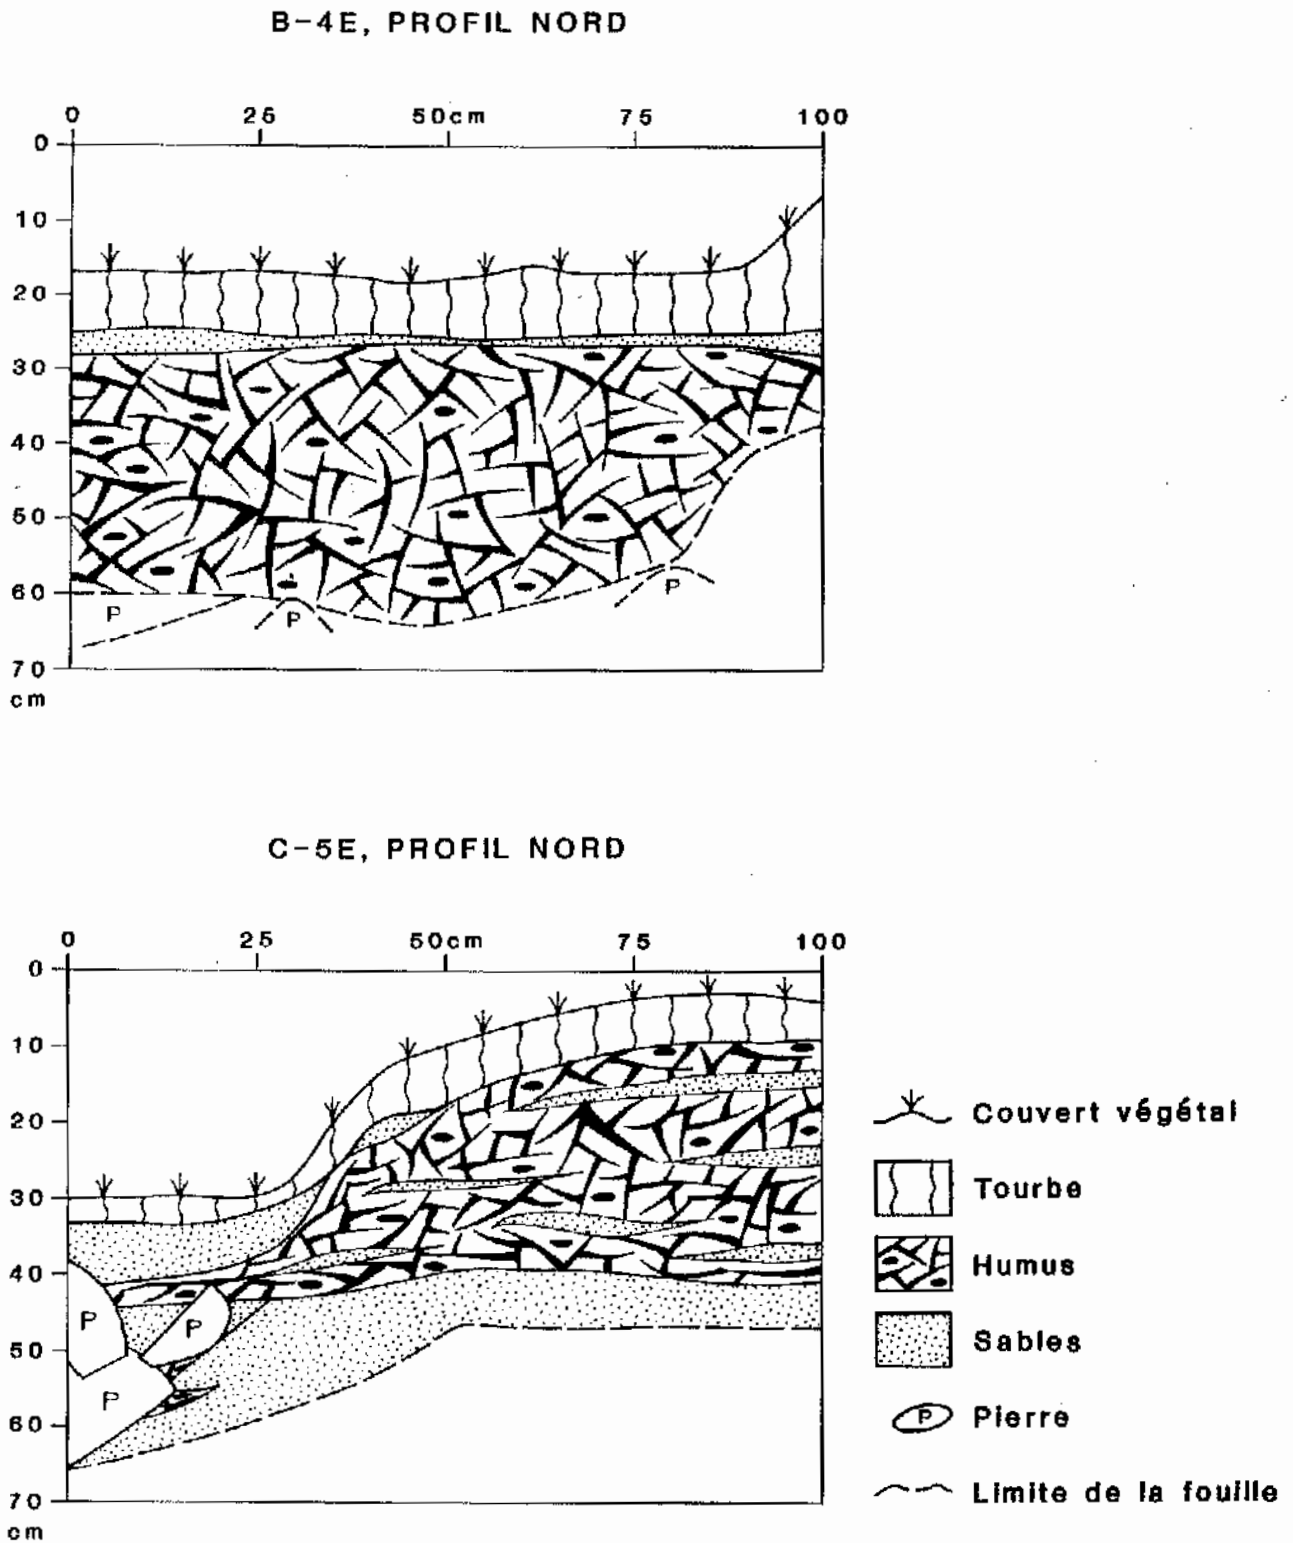 B-4E, PROFIL NORD
0 25 50cm 75 100
0
10
20
30
40
50
60
70
cm
P
P
P
C-5E, PROFIL NORD
0 25 50cm 75 100
0
10
20
30
40
50
60
70
cm
P
P
P
Couvert végétal
Tourbe
Humus
Sables
P Pierre
Limite de la fouille